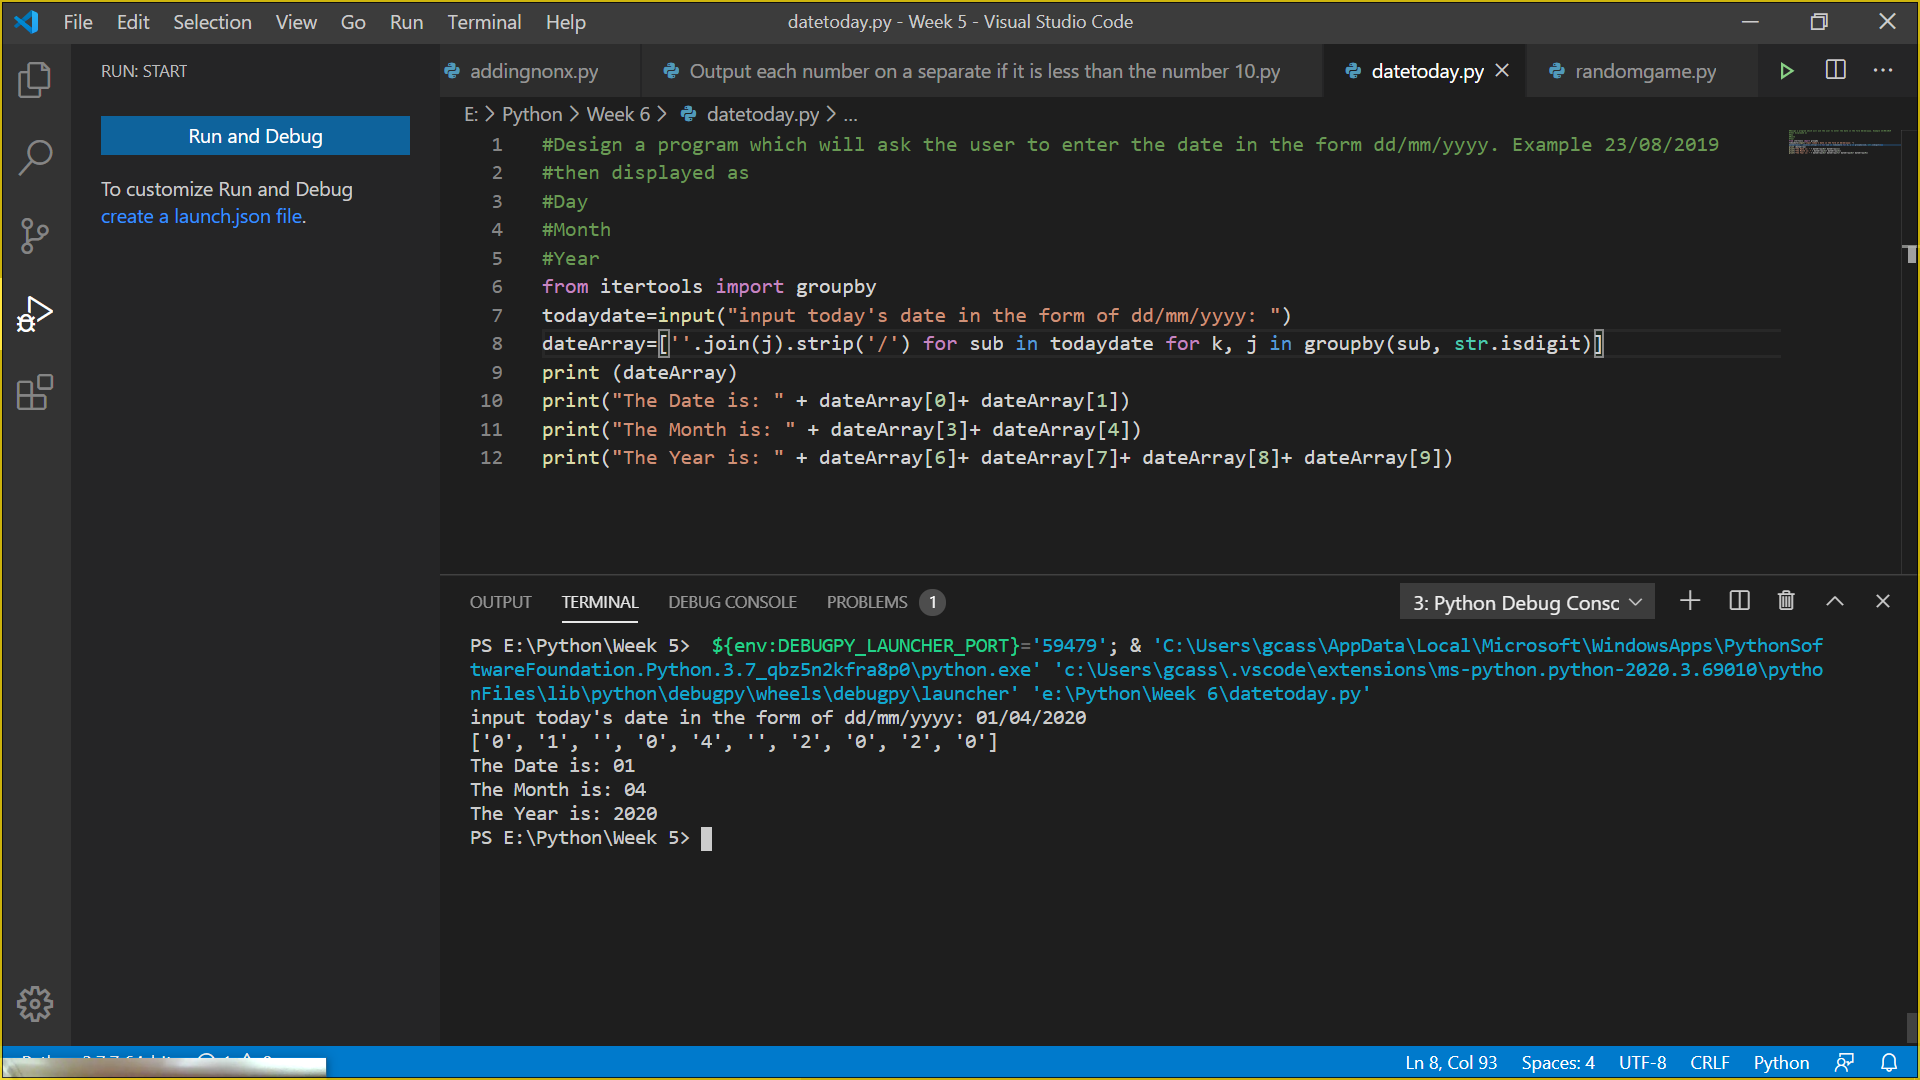 File Edit Selection View Go Run Terminal Help datetoday.py - Week 5 - Visual Studio Code
RUN: START
addingnonx.py Output each number on a separate if it is less than the number 10.py datetoday.py randomgame.py
Run and Debug
To customize Run and Debug
create a launch.json file.
E: > Python > Week 6 > datetoday.py > ...
1 #Design a program which will ask the user to enter the date in the form dd/mm/yyyy. Example 23/08/2019
2 #then displayed as
3 #Day
4 #Month
5 #Year
6 from itertools import groupby
7 todaydate=input("input today's date in the form of dd/mm/yyyy: ")
8 dateArray=[''.join(j).strip('/') for sub in todaydate for k, j in groupby(sub, str.isdigit)]
9 print (dateArray)
10 print("The Date is: " + dateArray[0]+ dateArray[1])
11 print("The Month is: " + dateArray[3]+ dateArray[4])
12 print("The Year is: " + dateArray[6]+ dateArray[7]+ dateArray[8]+ dateArray[9])
OUTPUT TERMINAL DEBUG CONSOLE PROBLEMS 1 3: Python Debug Consc
PS E:\Python\Week 5>  ${env:DEBUGPY_LAUNCHER_PORT}='59479'; & 'C:\Users\gcass\AppData\Local\Microsoft\WindowsApps\PythonSof
twareFoundation.Python.3.7_qbz5n2kfra8p0\python.exe' 'c:\Users\gcass\.vscode\extensions\ms-python.python-2020.3.69010\pytho
nFiles\lib\python\debugpy\wheels\debugpy\launcher' 'e:\Python\Week 6\datetoday.py'
input today's date in the form of dd/mm/yyyy: 01/04/2020
['0', '1', '', '0', '4', '', '2', '0', '2', '0']
The Date is: 01
The Month is: 04
The Year is: 2020
PS E:\Python\Week 5>
Ln 8, Col 93 Spaces: 4 UTF-8 CRLF Python